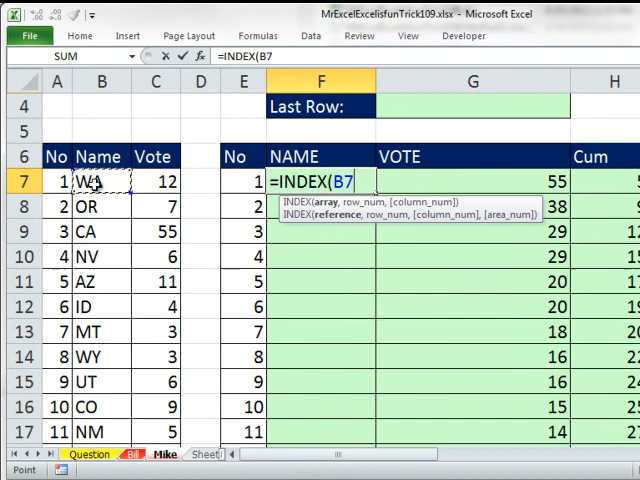 MrExcelExcelisfunTrick109.xlsx - Microsoft Excel
File Home Insert Page Layout Formulas Data Review View Developer
SUM =INDEX(B7
A B C D E F G H
4 Last Row:
5
6 No Name Vote No NAME VOTE Cum
7 1 WA 12 1 =INDEX(B7 55
INDEX(array, row_num, [column_num])
INDEX(reference, row_num, [column_num], [area_num])
8 2 OR 7 2 38
9 3 CA 55 3 29 12
10 4 NV 6 4 29 15
11 5 AZ 11 5 20 17
12 6 ID 4 6 20 19
13 7 MT 3 7 18 20
14 8 WY 3 8 16 22
15 9 UT 6 9 16 24
16 10 CO 9 10 15 25
17 11 NM 5 11 14 27
Question Bill Mike Sheet
Point